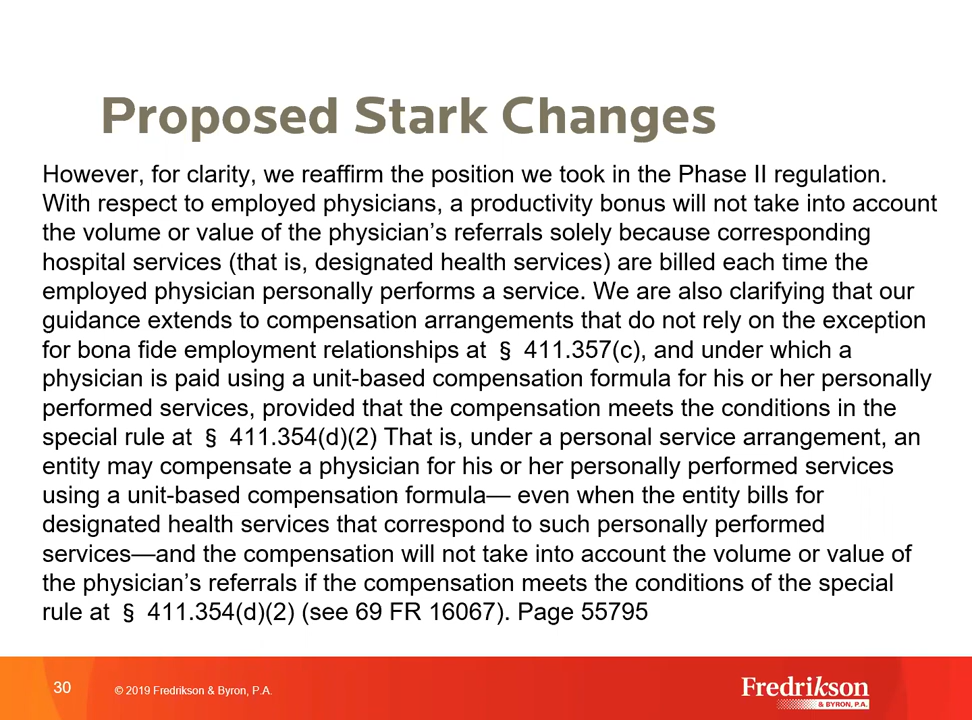 Proposed Stark Changes
However, for clarity, we reaffirm the position we took in the Phase II regulation.
With respect to employed physicians, a productivity bonus will not take into account
the volume or value of the physician’s referrals solely because corresponding
hospital services (that is, designated health services) are billed each time the
employed physician personally performs a service. We are also clarifying that our
guidance extends to compensation arrangements that do not rely on the exception
for bona fide employment relationships at § 411.357(c), and under which a
physician is paid using a unit-based compensation formula for his or her personally
performed services, provided that the compensation meets the conditions in the
special rule at § 411.354(d)(2) That is, under a personal service arrangement, an
entity may compensate a physician for his or her personally performed services
using a unit-based compensation formula— even when the entity bills for
designated health services that correspond to such personally performed
services—and the compensation will not take into account the volume or value of
the physician’s referrals if the compensation meets the conditions of the special
rule at § 411.354(d)(2) (see 69 FR 16067). Page 55795
30
© 2019 Fredrikson & Byron, P.A.
Fredrikson
& BYRON, P.A.